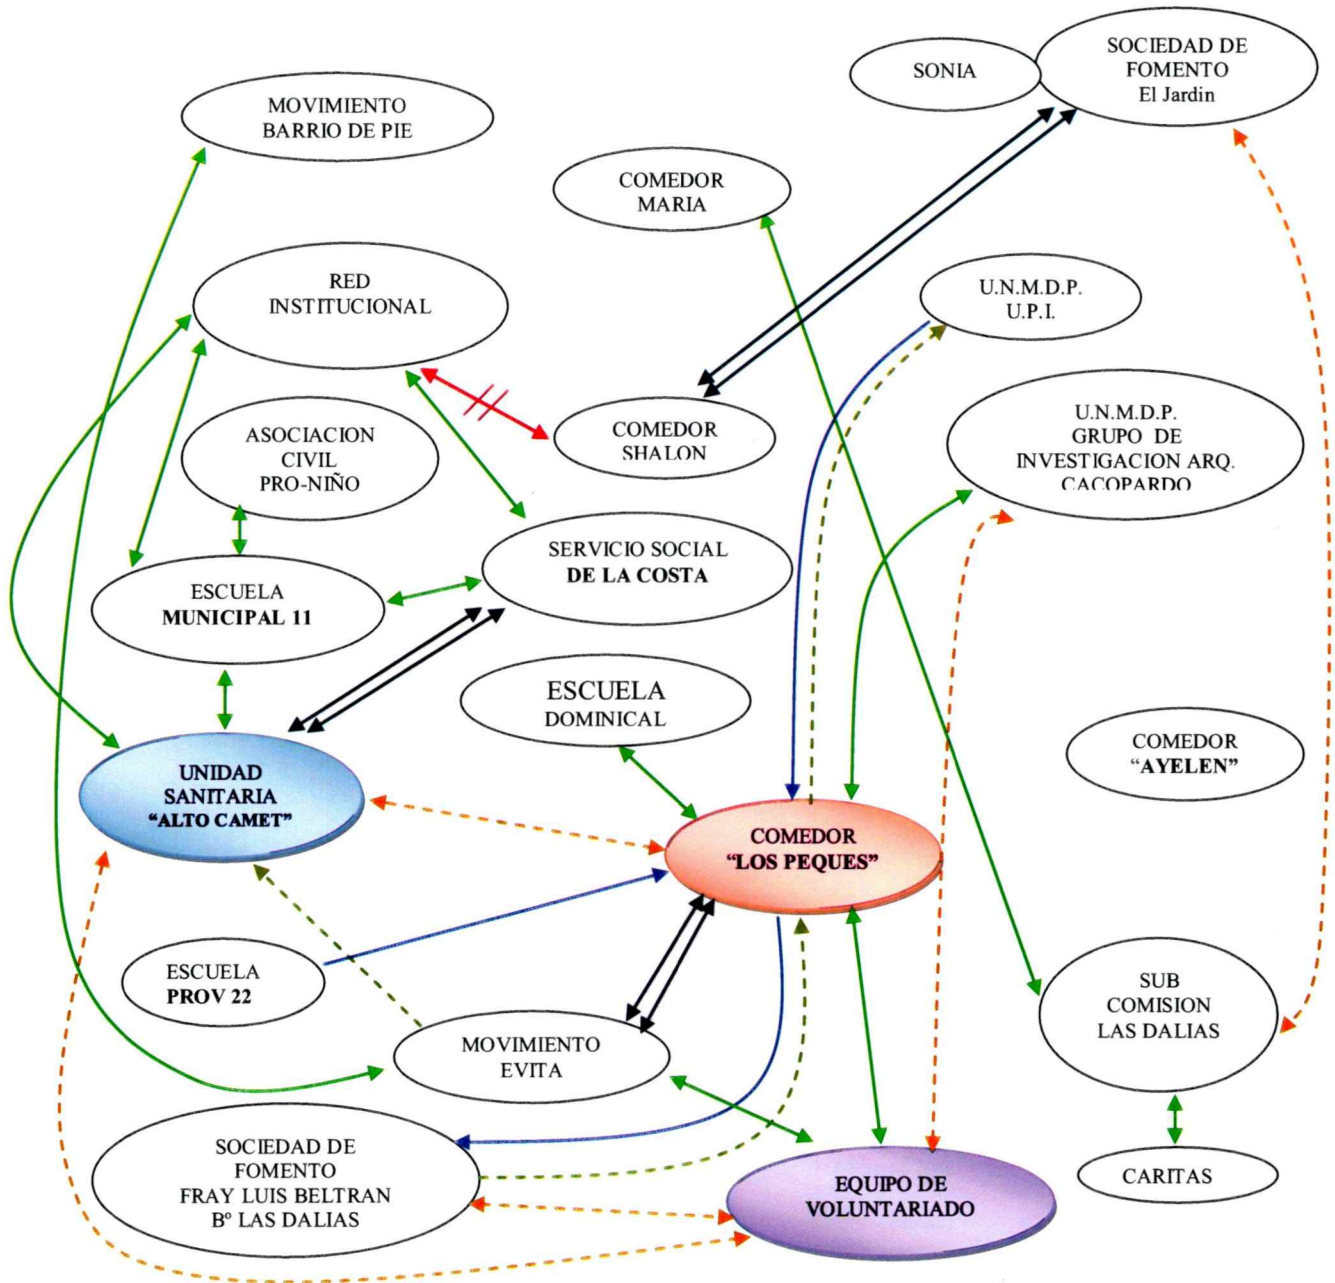 SOCIEDAD DE
FOMENTO
El Jardin
SONIA
MOVIMIENTO
BARRIO DE PIE
COMEDOR
MARIA
RED
INSTITUCIONAL
U.N.M.D.P.
U.P.I.
ASOCIACION
CIVIL
PRO-NIÑO
COMEDOR
SHALON
U.N.M.D.P.
GRUPO DE
INVESTIGACION ARQ.
CACOPARDO
SERVICIO SOCIAL
DE LA COSTA
ESCUELA
MUNICIPAL 11
ESCUELA
DOMINICAL
COMEDOR
“AYELEN”
UNIDAD
SANITARIA
“ALTO CAMET”
COMEDOR
“LOS PEQUES”
ESCUELA
PROV 22
SUB
COMISION
LAS DALIAS
MOVIMIENTO
EVITA
SOCIEDAD DE
FOMENTO
FRAY LUIS BELTRAN
Bº LAS DALIAS
EQUIPO DE
VOLUNTARIADO
CARITAS